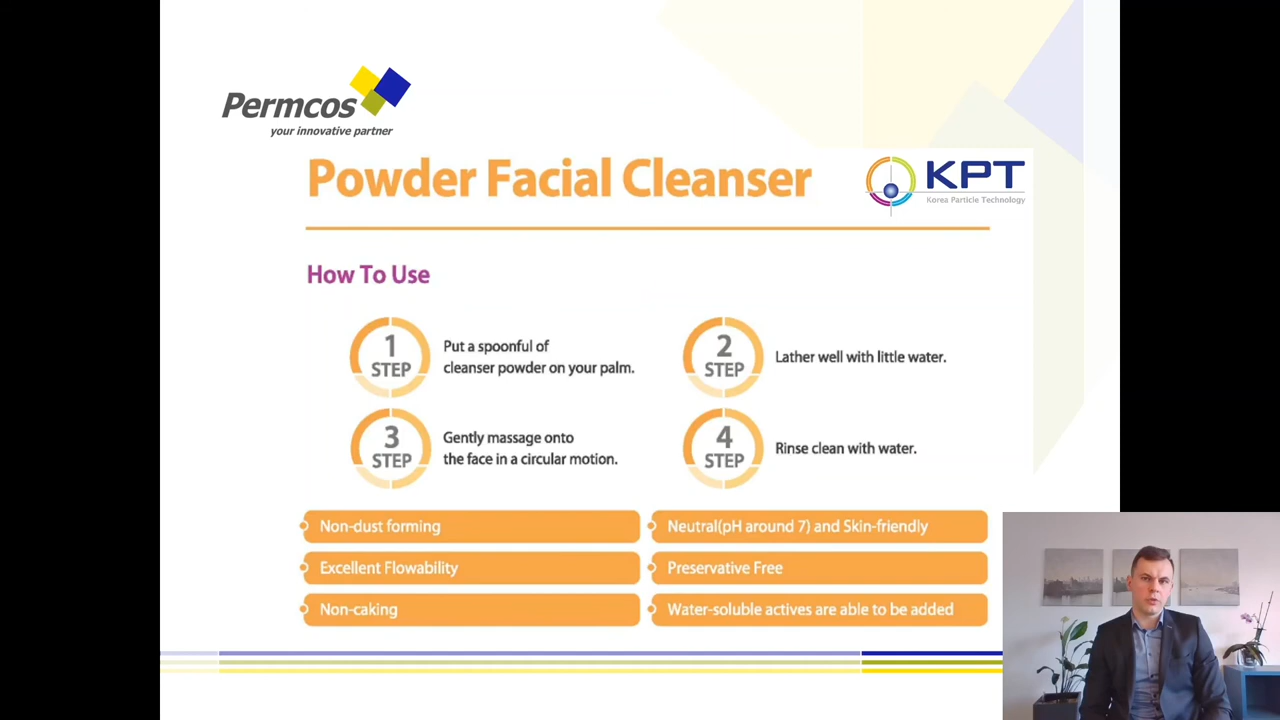 Permcos
your innovative partner
Powder Facial Cleanser
KPT
Korea Particle Technology
How To Use
1
STEP
Put a spoonful of
cleanser powder on your palm.
2
STEP
Lather well with little water.
3
STEP
Gently massage onto
the face in a circular motion.
4
STEP
Rinse clean with water.
Non-dust forming
Neutral(pH around 7) and Skin-friendly
Excellent Flowability
Preservative Free
Non-caking
Water-soluble actives are able to be added